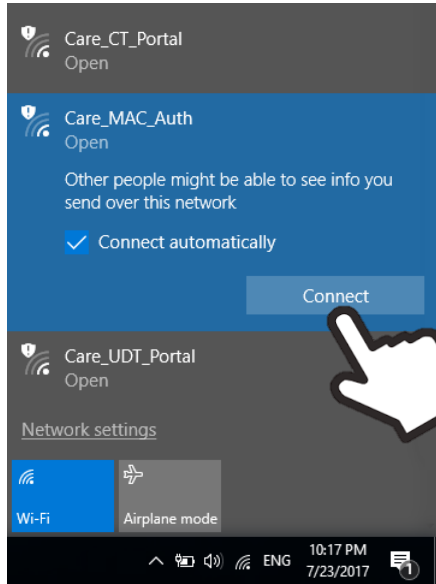 Care_CT_Portal
Open
Care_MAC_Auth
Open
Other people might be able to see info you
send over this network
Connect automatically
Connect
Care_UDT_Portal
Open
Network settings
Wi-Fi
Airplane mode
ENG
10:17 PM
7/23/2017
1